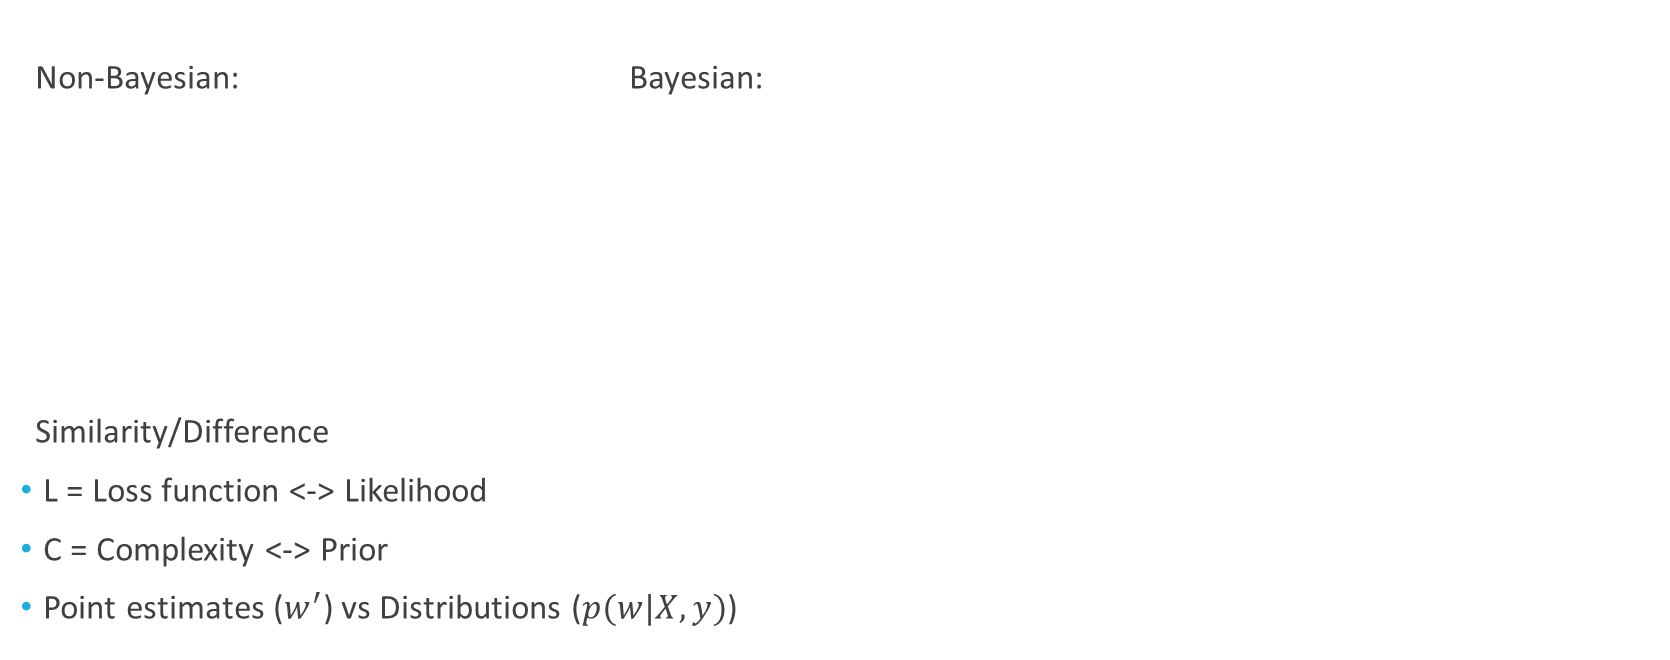 Non-Bayesian: Bayesian:
Similarity/Difference
• L = Loss function <-> Likelihood
• C = Complexity <-> Prior
• Point estimates (w′) vs Distributions (p(w|X, y))